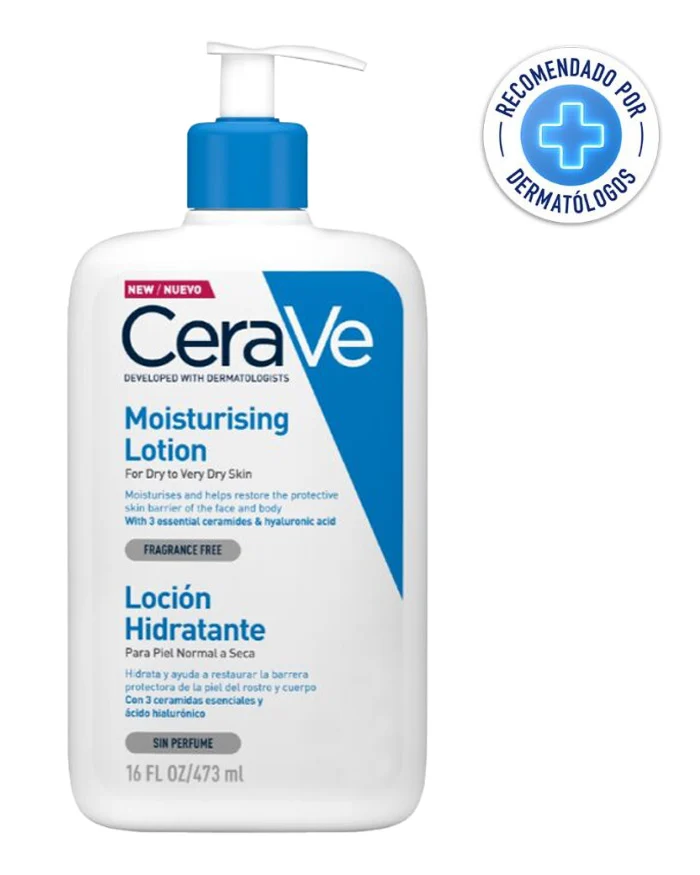 RECOMENDADO POR
DERMATÓLOGOS
NEW / NUEVO
CeraVe
DEVELOPED WITH DERMATOLOGISTS
Moisturising
Lotion
For Dry to Very Dry Skin
Moisturises and helps restore the protective
skin barrier of the face and body
With 3 essential ceramides & hyaluronic acid
FRAGRANCE FREE
Loción
Hidratante
Para Piel Normal a Seca
Hidrata y ayuda a restaurar la barrera
protectora de la piel del rostro y cuerpo
Con 3 ceramidas esenciales y
ácido hialurónico
SIN PERFUME
16 FL OZ/473 ml